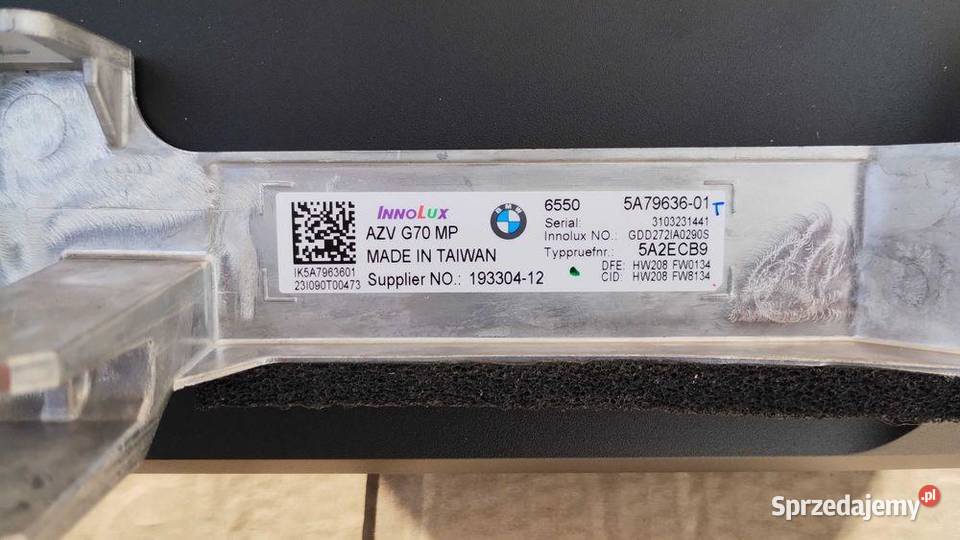 INNOLUX
AZV G70 MP
MADE IN TAIWAN
Supplier NO.: 193304-12
IK5A7963601
23I090T00473
BMW
6550 5A79636-01 T
Serial: 3103231441
Innolux NO.: GDD272IA0290S
Typpruefnr.: 5A2ECB9
DFE: HW208 FW0134
CID: HW208 FW8134
Sprzedajemy.pl